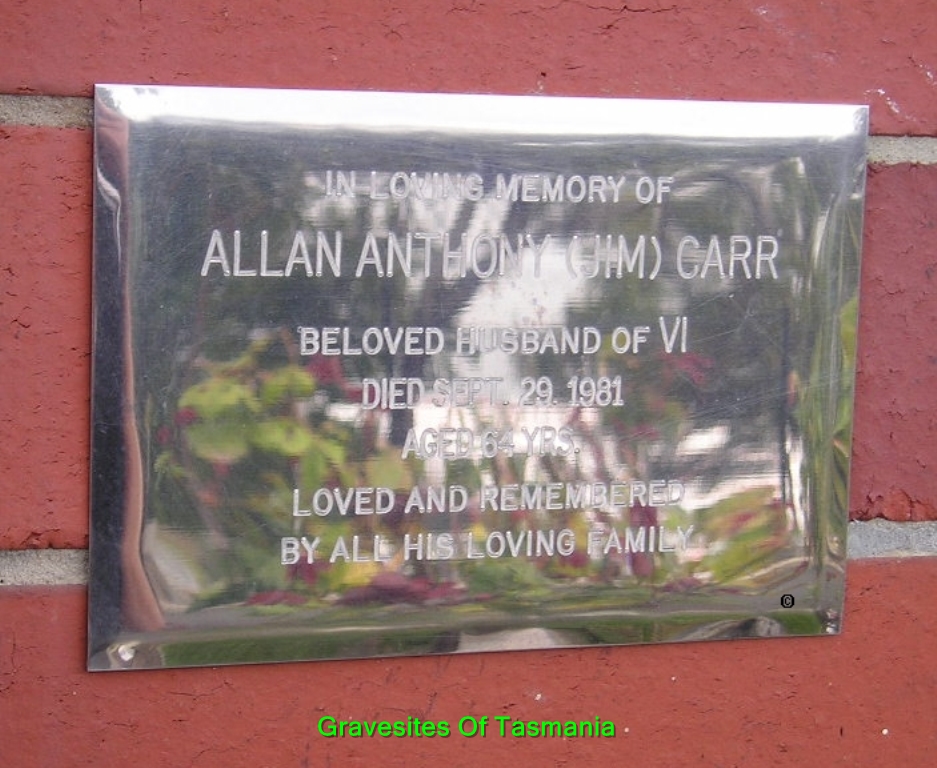 IN LOVING MEMORY OF
ALLAN ANTHONY (JIM) CARR
BELOVED HUSBAND OF VI
DIED SEPT. 29. 1981
AGED 64 YRS.
LOVED AND REMEMBERED
BY ALL HIS LOVING FAMILY
©
Gravesites Of Tasmania